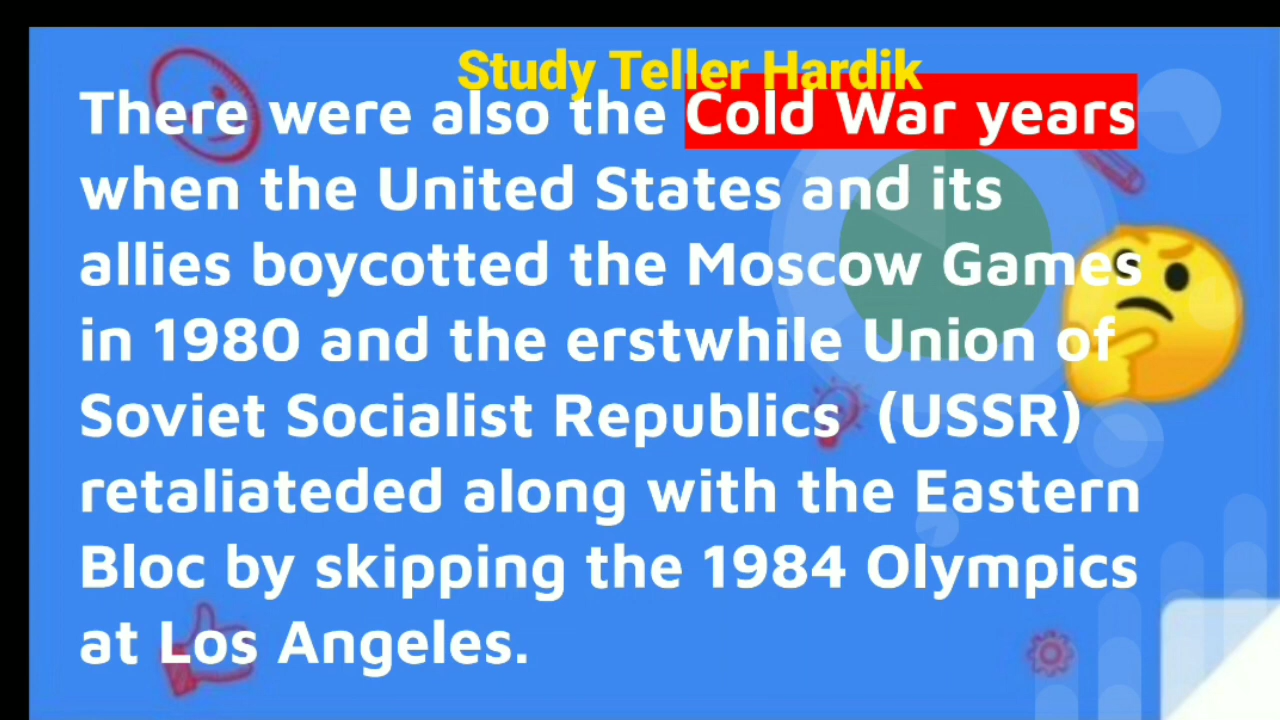 Study Teller Hardik
There were also the Cold War years
when the United States and its
allies boycotted the Moscow Games
in 1980 and the erstwhile Union of
Soviet Socialist Republics (USSR)
retaliateded along with the Eastern
Bloc by skipping the 1984 Olympics
at Los Angeles.